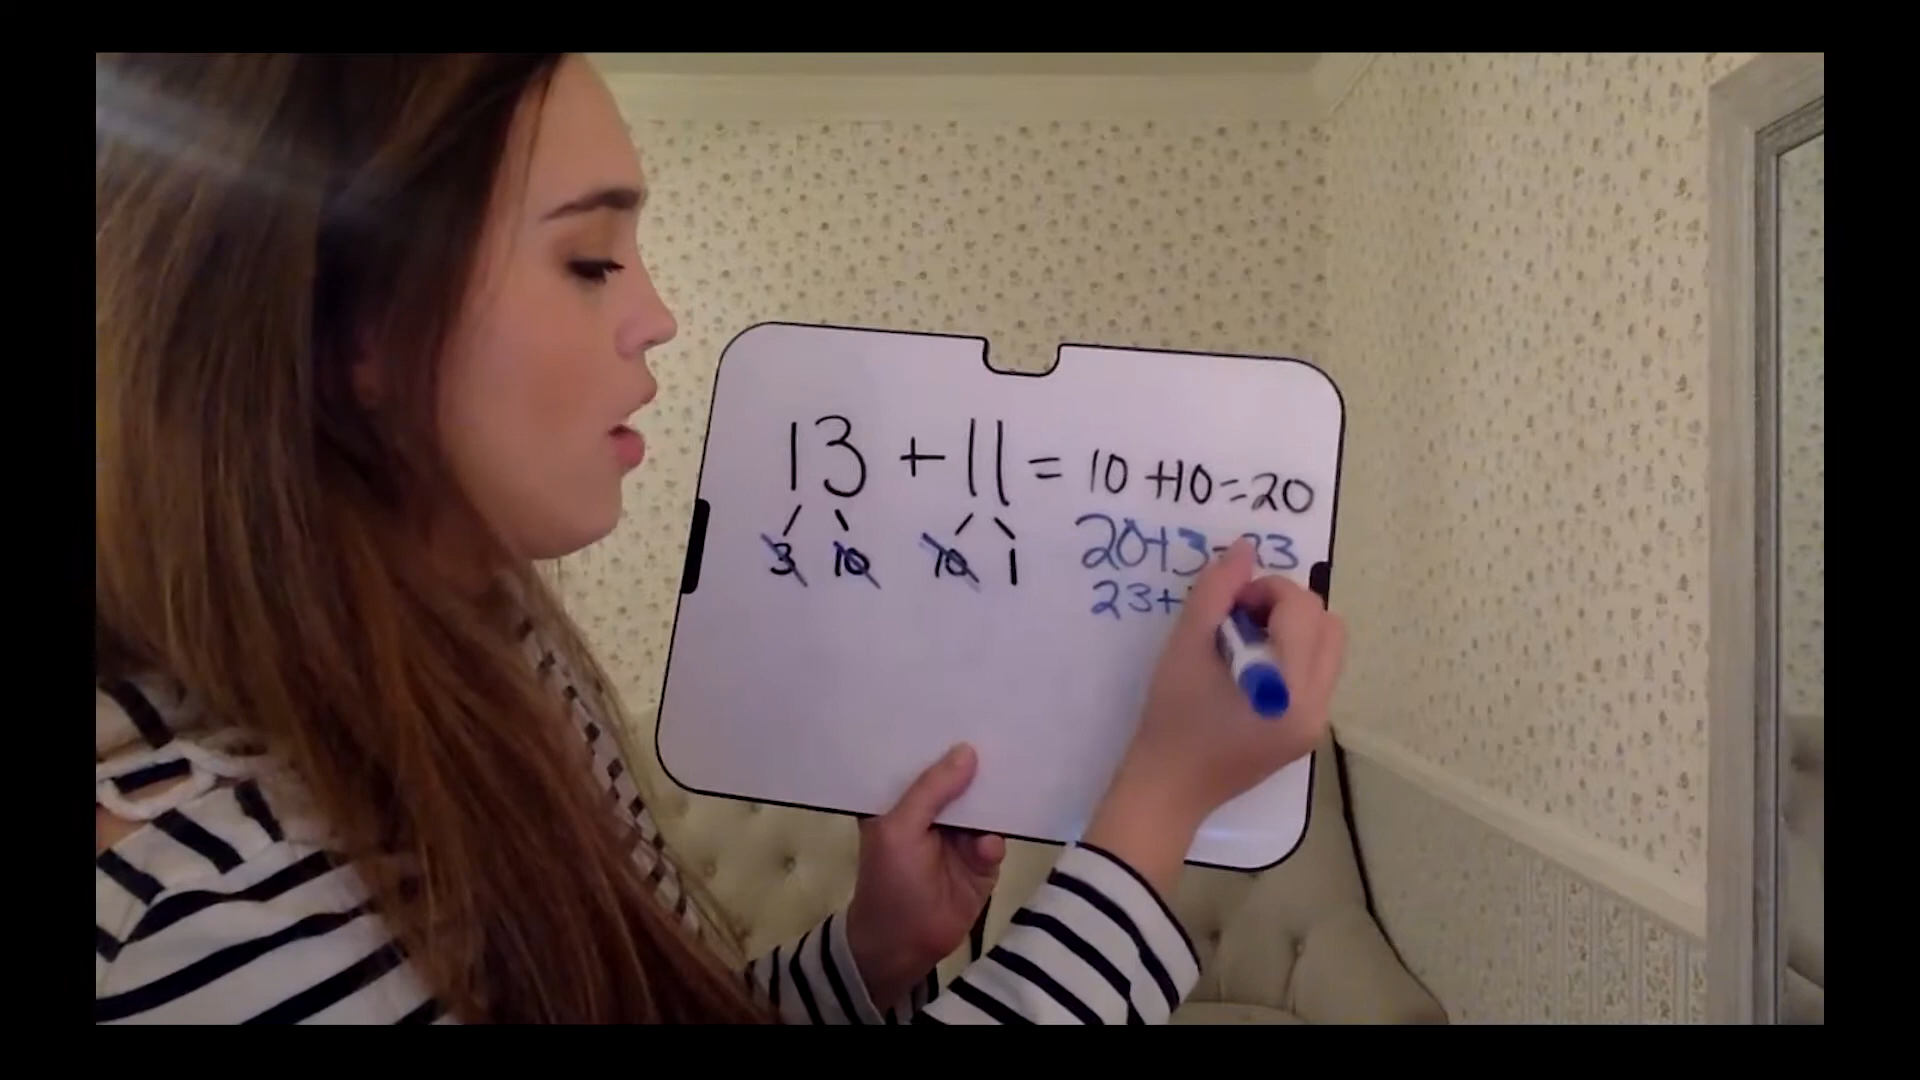 13 + 11 = 10 + 10 = 20
3 10 10 1
20 + 3 = 23
23 +